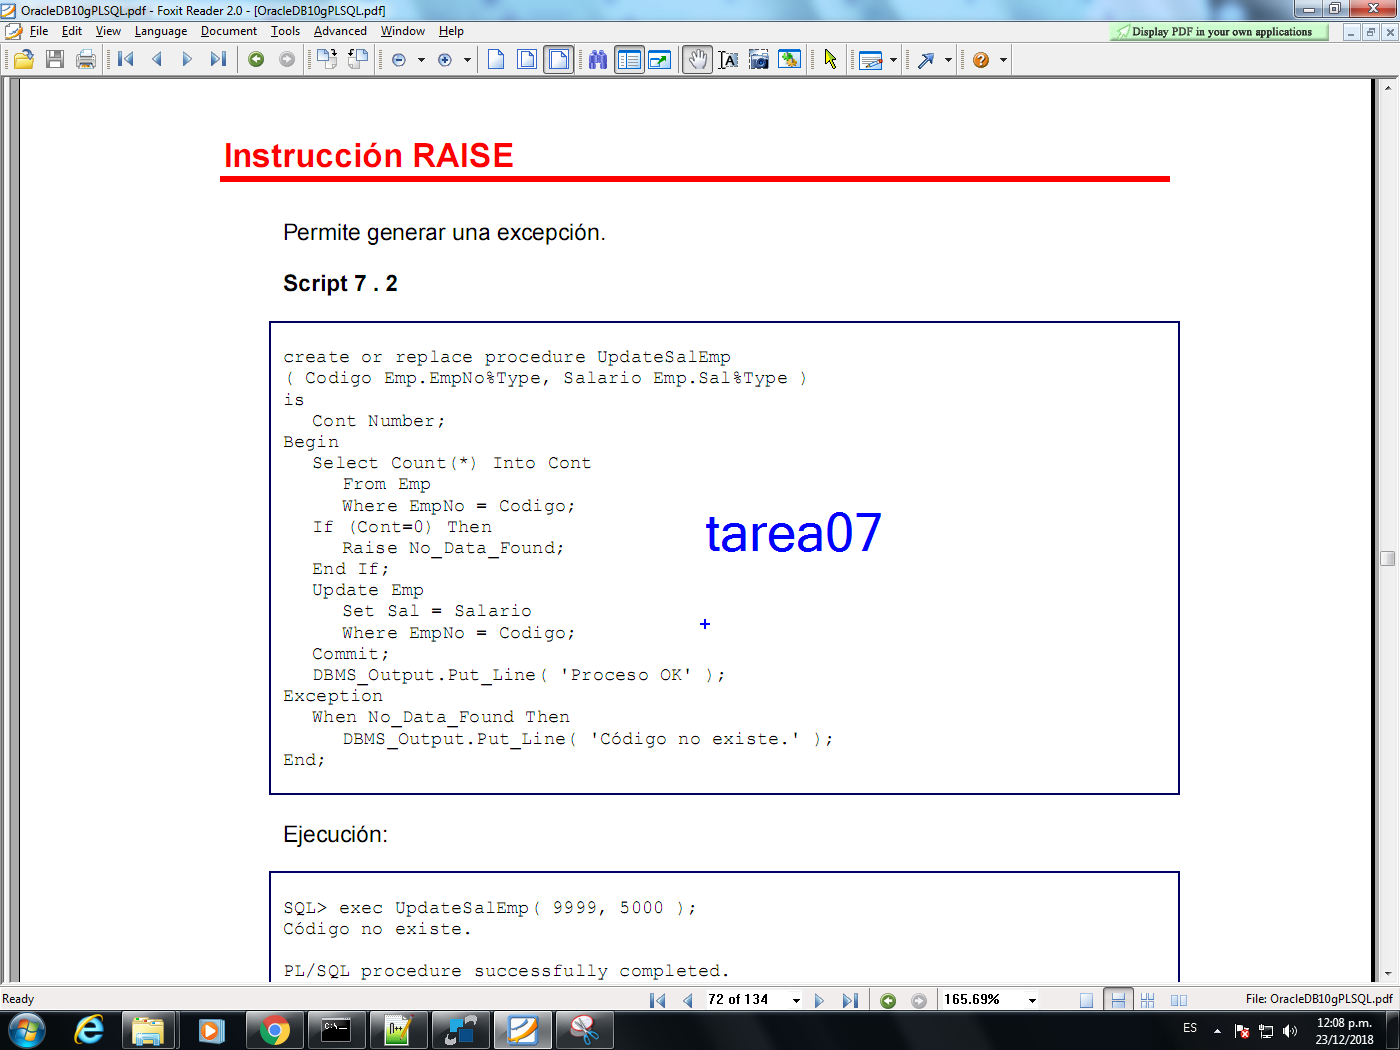 OracleDB10gPLSQL.pdf - Foxit Reader 2.0 - [OracleDB10gPLSQL.pdf]
File Edit View Language Document Tools Advanced Window Help
Display PDF in your own applications
Instrucción RAISE
Permite generar una excepción.
Script 7 . 2
create or replace procedure UpdateSalEmp
( Codigo Emp.EmpNo%Type, Salario Emp.Sal%Type )
is
Cont Number;
Begin
Select Count(*) Into Cont
From Emp
Where EmpNo = Codigo;
If (Cont=0) Then
Raise No_Data_Found;
End If;
Update Emp
Set Sal = Salario
Where EmpNo = Codigo;
Commit;
DBMS_Output.Put_Line( 'Proceso OK' );
Exception
When No_Data_Found Then
DBMS_Output.Put_Line( 'Código no existe.' );
End;
tarea07
Ejecución:
SQL> exec UpdateSalEmp( 9999, 5000 );
Código no existe.
PL/SQL procedure successfully completed.
Ready
72 of 134
165.69%
File: OracleDB10gPLSQL.pdf
ES
12:08 p.m.
23/12/2018